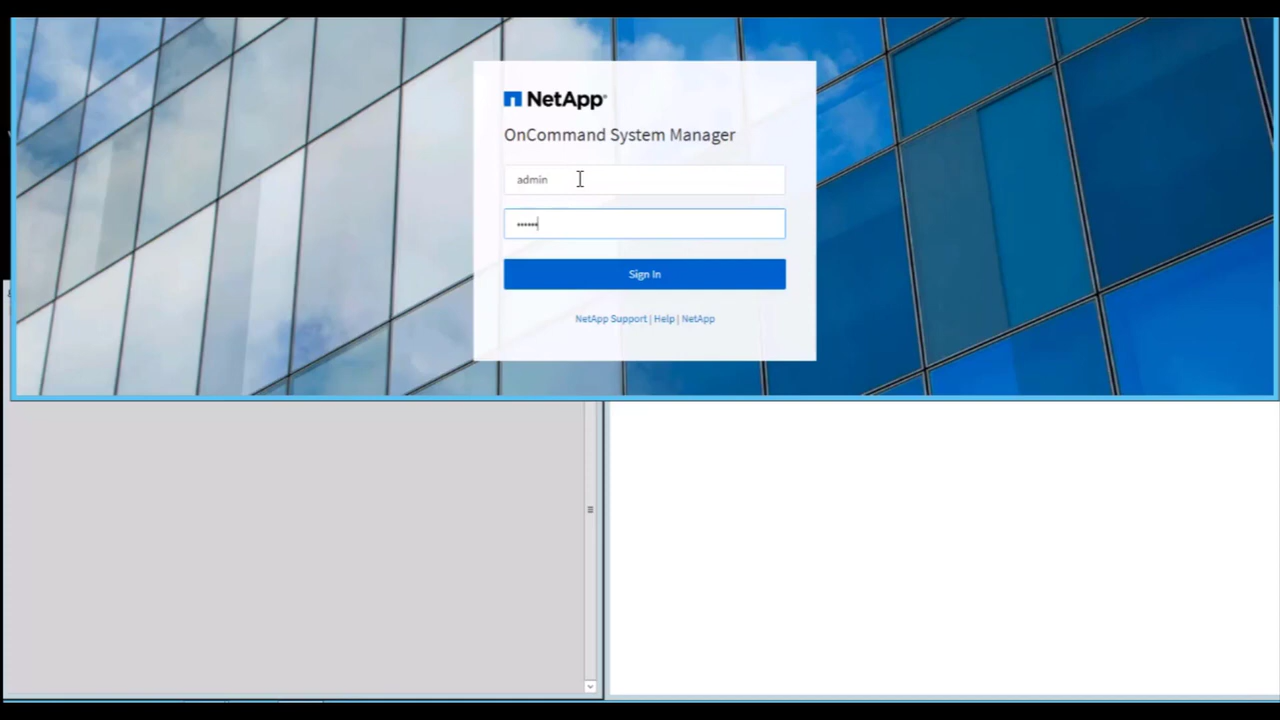 NetApp®
OnCommand System Manager
admin
••••••
Sign In
NetApp Support | Help | NetApp